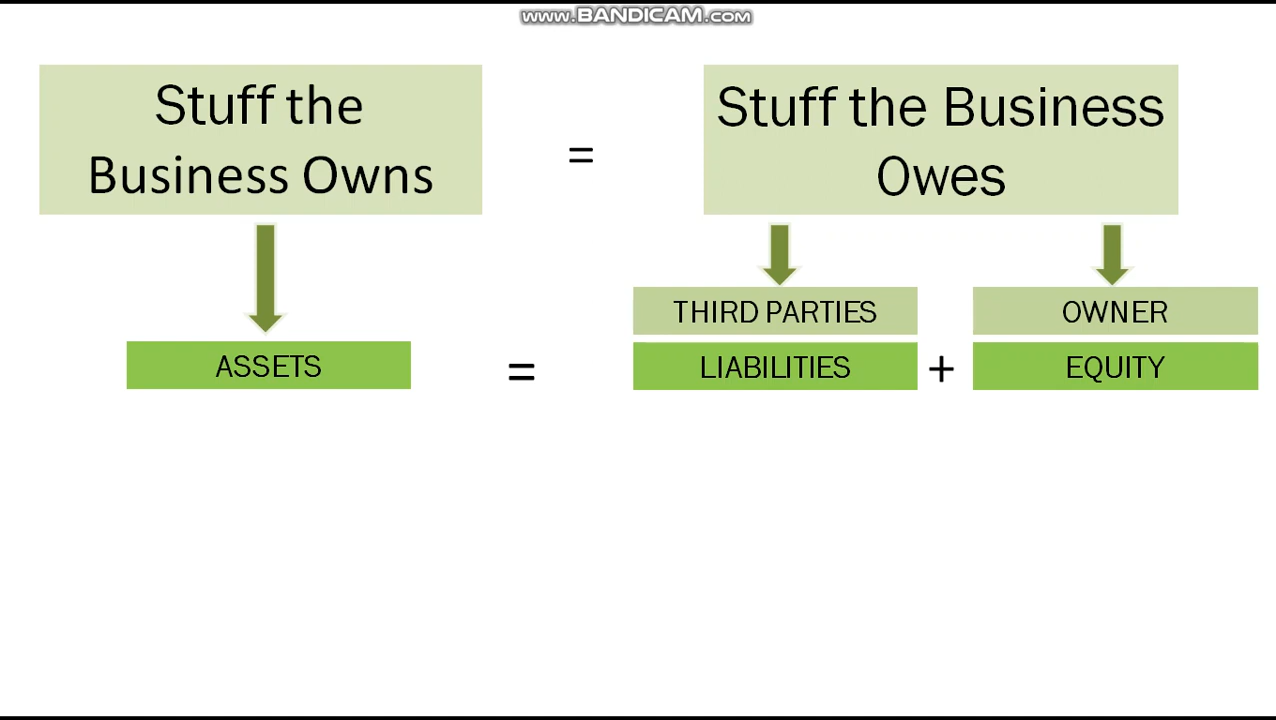 www.BANDICAM.com
Stuff the
Business Owns
=
Stuff the Business
Owes
THIRD PARTIES
OWNER
ASSETS
=
LIABILITIES
+
EQUITY